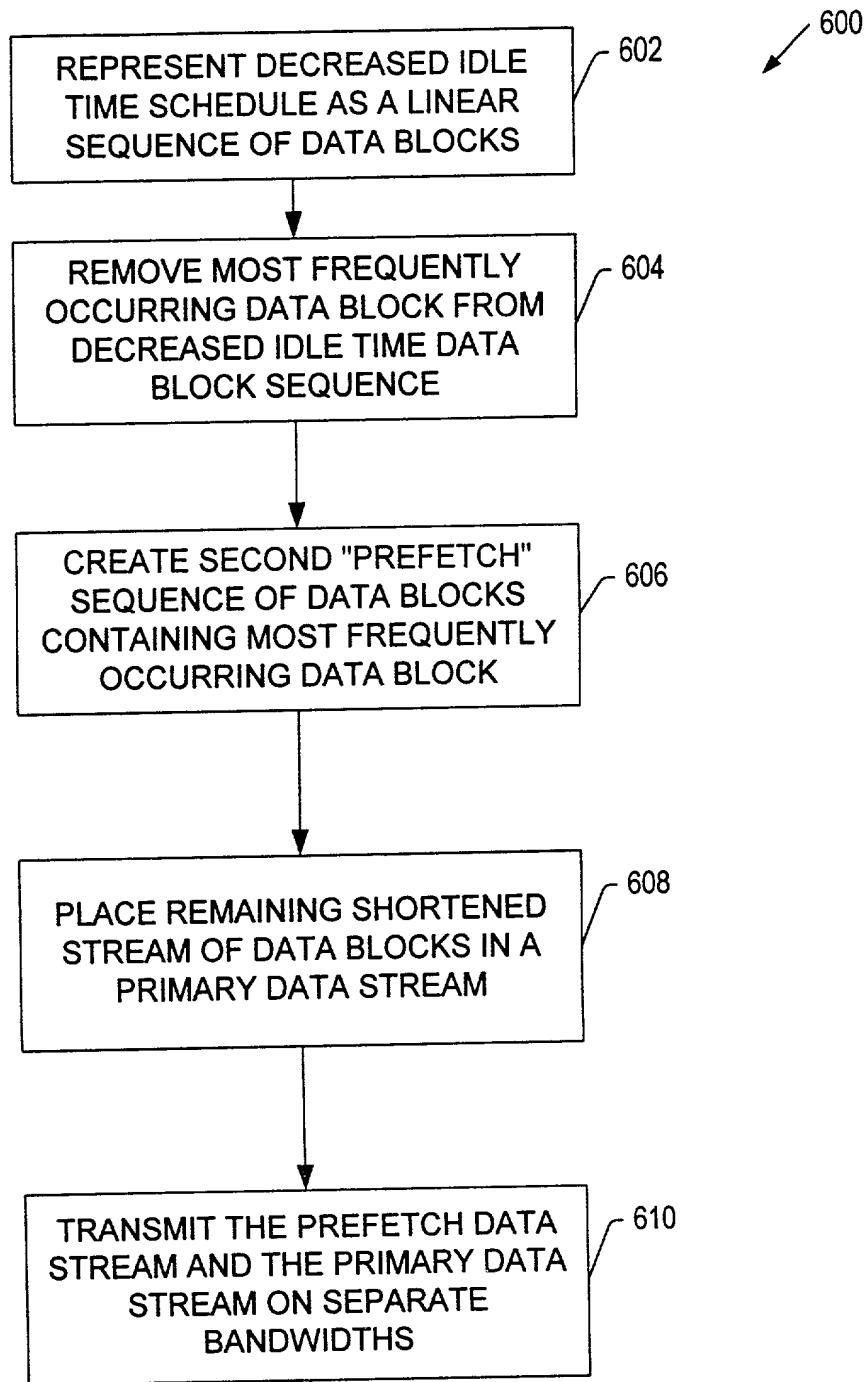 600
REPRESENT DECREASED IDLE
TIME SCHEDULE AS A LINEAR
SEQUENCE OF DATA BLOCKS
602
REMOVE MOST FREQUENTLY
OCCURRING DATA BLOCK FROM
DECREASED IDLE TIME DATA
BLOCK SEQUENCE
604
CREATE SECOND "PREFETCH"
SEQUENCE OF DATA BLOCKS
CONTAINING MOST FREQUENTLY
OCCURRING DATA BLOCK
606
PLACE REMAINING SHORTENED
STREAM OF DATA BLOCKS IN A
PRIMARY DATA STREAM
608
TRANSMIT THE PREFETCH DATA
STREAM AND THE PRIMARY DATA
STREAM ON SEPARATE
BANDWIDTHS
610